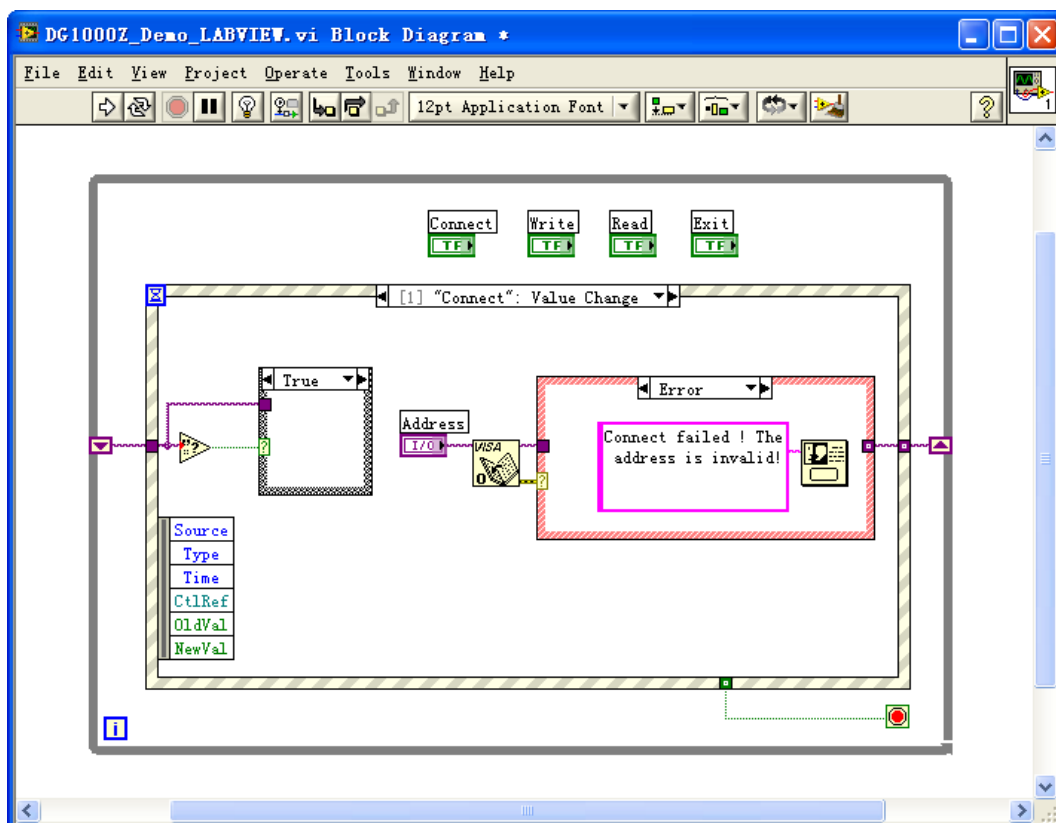 DG1000Z_Demo_LABVIEW.vi Block Diagram *
File Edit View Project Operate Tools Window Help
12pt Application Font
?
1
Connect Write Read Exit
TF TF TF TF
[1] "Connect": Value Change
True
Error
Address
I/O
"?
?
VISA
O
?
Connect failed ! The
address is invalid!
Source
Type
Time
CtlRef
OldVal
NewVal
i